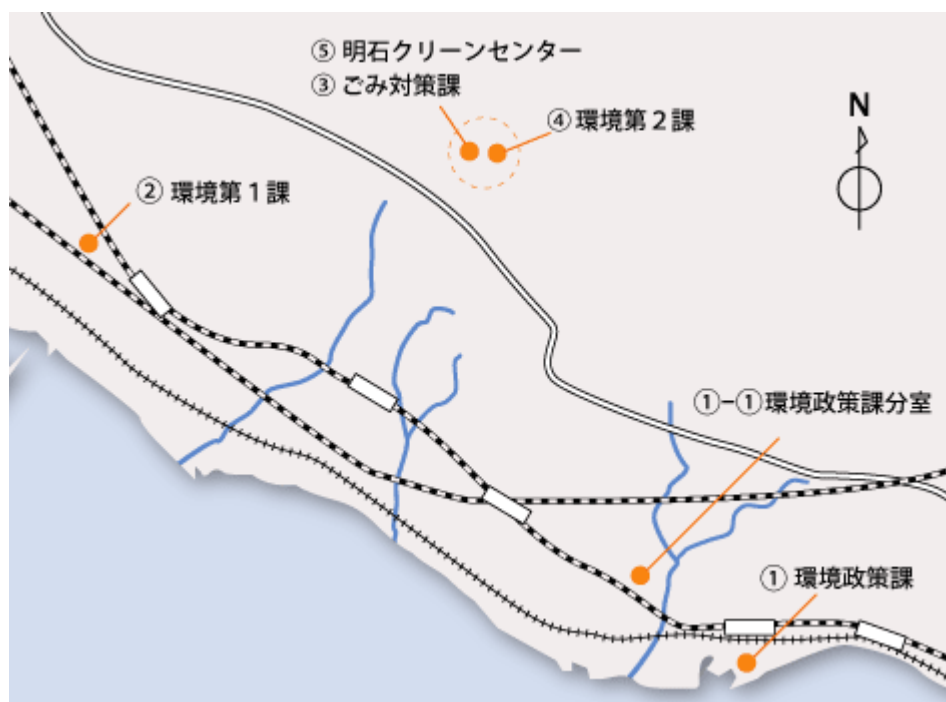 ⑤ 明石クリーンセンター
③ ごみ対策課
④ 環境第2課
N
② 環境第1課
①-① 環境政策課分室
① 環境政策課